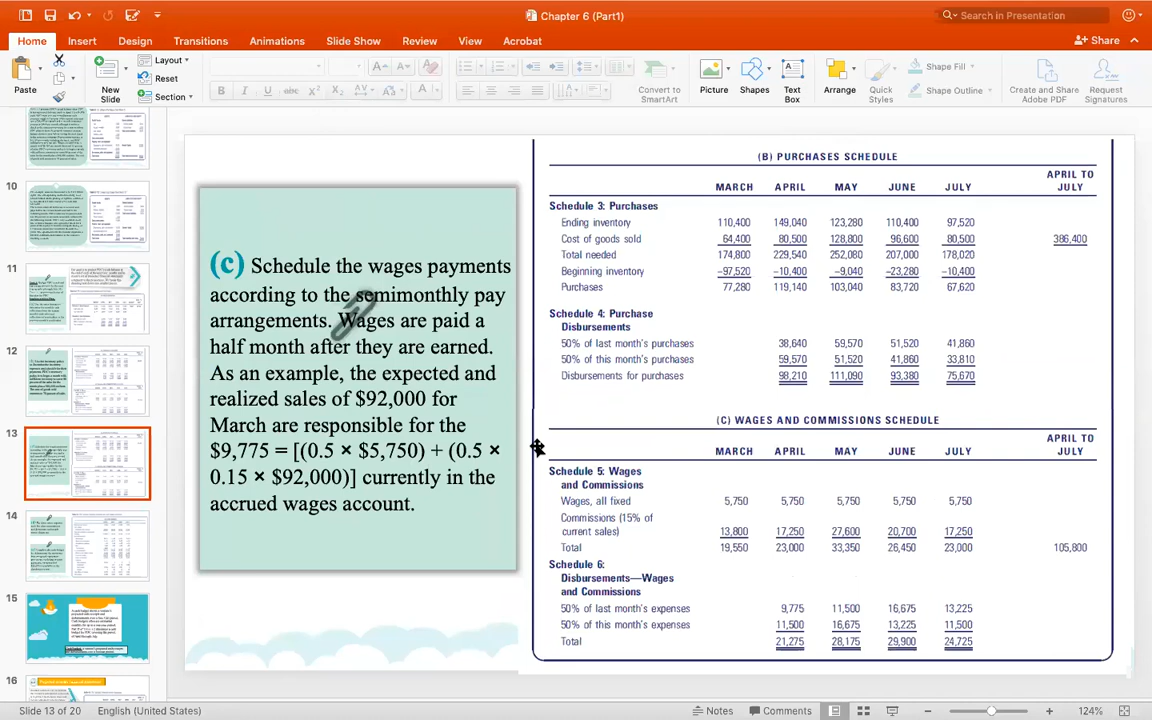 Chapter 6 (Part1)
Search in Presentation
Home Insert Design Transitions Animations Slide Show Review View Acrobat
Share
Paste
New Slide
Layout
Reset
Section
Convert to SmartArt
Picture
Shapes
Text Box
Arrange
Quick Styles
Shape Fill
Shape Outline
Create and Share Adobe PDF
Request Signatures
10
11
12
13
14
15
16
(c) Schedule the wages payments
according to the semimonthly pay
arrangements. Wages are paid a
half month after they are earned.
As an example, the expected and
realized sales of $92,000 for
March are responsible for the
$9,775 = [(0.5 × $5,750) + (0.5 ×
0.15 × $92,000)] currently in the
accrued wages account.
(B) PURCHASES SCHEDULE
APRIL TO
MARCH APRIL MAY JUNE JULY JULY
Schedule 3: Purchases
Ending inventory 110,400 149,040 123,280 110,400 97,520
Cost of goods sold 64,400 80,500 128,800 96,600 80,500 386,400
Total needed 174,800 229,540 252,080 207,000 178,020
Beginning inventory –97,520 –10,400 –9,040 –23,280 –10,400
Purchases 77,280 119,140 103,040 83,720 67,620
Schedule 4: Purchase
Disbursements
50% of last month's purchases 38,640 59,570 51,520 41,860
50% of this month's purchases 59,570 51,520 41,860 33,810
Disbursements for purchases 98,210 111,090 93,380 75,670
(C) WAGES AND COMMISSIONS SCHEDULE
APRIL TO
MARCH APRIL MAY JUNE JULY JULY
Schedule 5: Wages
and Commissions
Wages, all fixed 5,750 5,750 5,750 5,750 5,750
Commissions (15% of
current sales) 13,800 17,250 27,600 20,700 17,250
Total 19,550 23,000 33,350 26,450 23,000 105,800
Schedule 6:
Disbursements—Wages
and Commissions
50% of last month's expenses 9,775 11,500 16,675 13,225
50% of this month's expenses 11,500 16,675 13,225 11,500
Total 21,275 28,175 29,900 24,725
Slide 13 of 20 English (United States) Notes Comments 124%